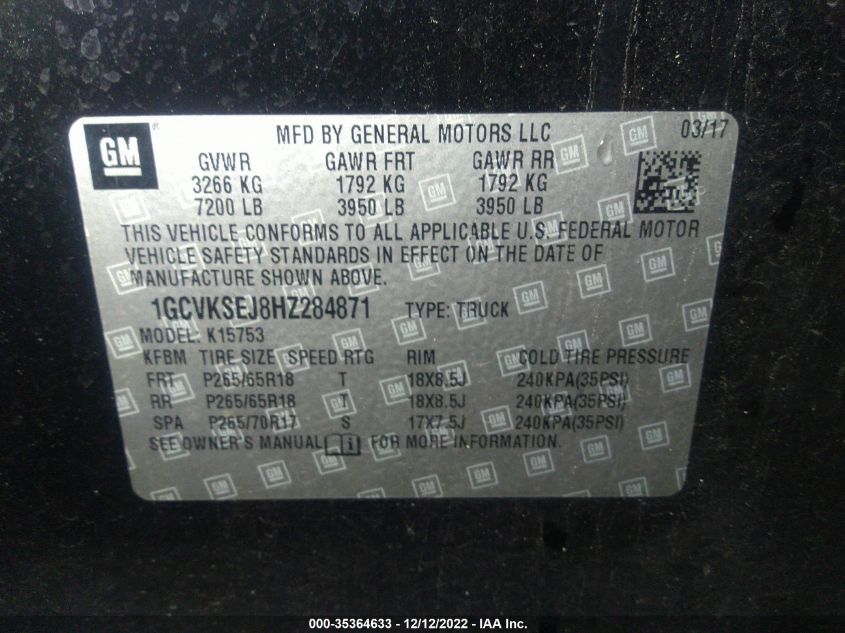 GM ® MFD BY GENERAL MOTORS LLC 03/17
GVWR GAWR FRT GAWR RR
3266 KG 1792 KG 1792 KG
7200 LB 3950 LB 3950 LB
THIS VEHICLE CONFORMS TO ALL APPLICABLE U.S. FEDERAL MOTOR
VEHICLE SAFETY STANDARDS IN EFFECT ON THE DATE OF
MANUFACTURE SHOWN ABOVE.
1GCVKSEJ8HZ284871 TYPE: TRUCK
MODEL: K15753
KFBM TIRE SIZE SPEED RTG RIM COLD TIRE PRESSURE
FRT P265/65R18 T 18X8.5J 240KPA(35PSI)
RR P265/65R18 T 18X8.5J 240KPA(35PSI)
SPA P265/70R17 S 17X7.5J 240KPA(35PSI)
SEE OWNER'S MANUAL FOR MORE INFORMATION.
000-35364633 - 12/12/2022 - IAA Inc.